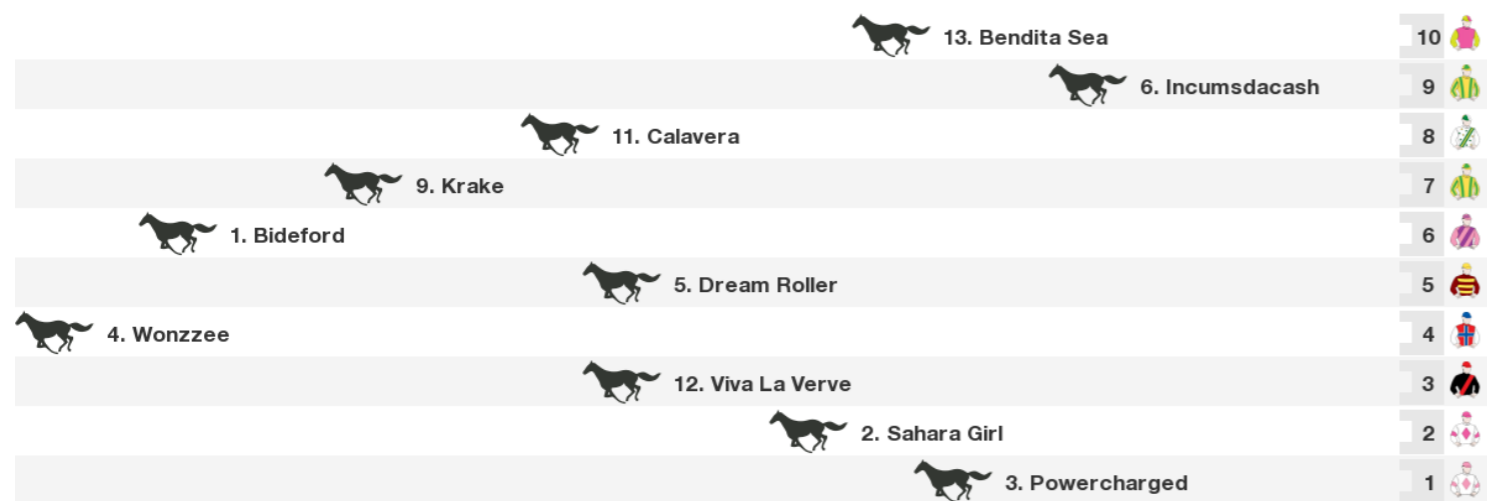 13. Bendita Sea 10
6. Incumsdacash 9
11. Calavera 8
9. Krake 7
1. Bideford 6
5. Dream Roller 5
4. Wonzzee 4
12. Viva La Verve 3
2. Sahara Girl 2
3. Powercharged 1